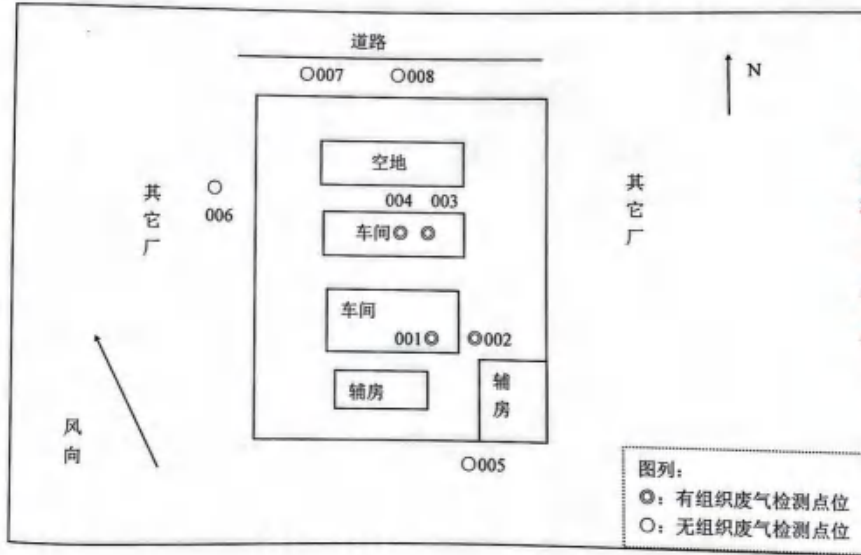 道路
○007
○008
N
空地
其它厂
○
006
004
003
其它厂
车间◎ ◎
车间
001◎
◎002
辅房
辅房
风向
○005
图列：
◎：有组织废气检测点位
○：无组织废气检测点位